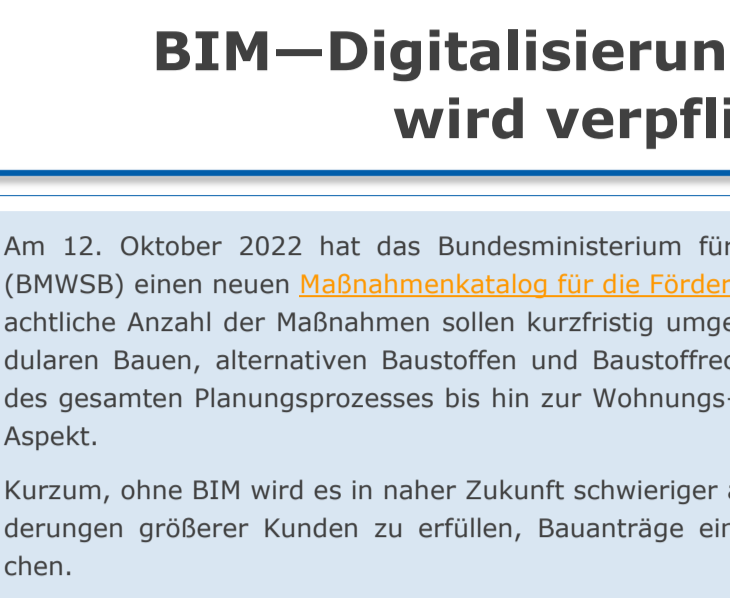 BIM—Digitalisierun
wird verpfli
Am 12. Oktober 2022 hat das Bundesministerium für
(BMWSB) einen neuen Maßnahmenkatalog für die Förder
achtliche Anzahl der Maßnahmen sollen kurzfristig umge
dularen Bauen, alternativen Baustoffen und Baustoffrec
des gesamten Planungsprozesses bis hin zur Wohnungs-
Aspekt.
Kurzum, ohne BIM wird es in naher Zukunft schwieriger a
derungen größerer Kunden zu erfüllen, Bauanträge ein
chen.